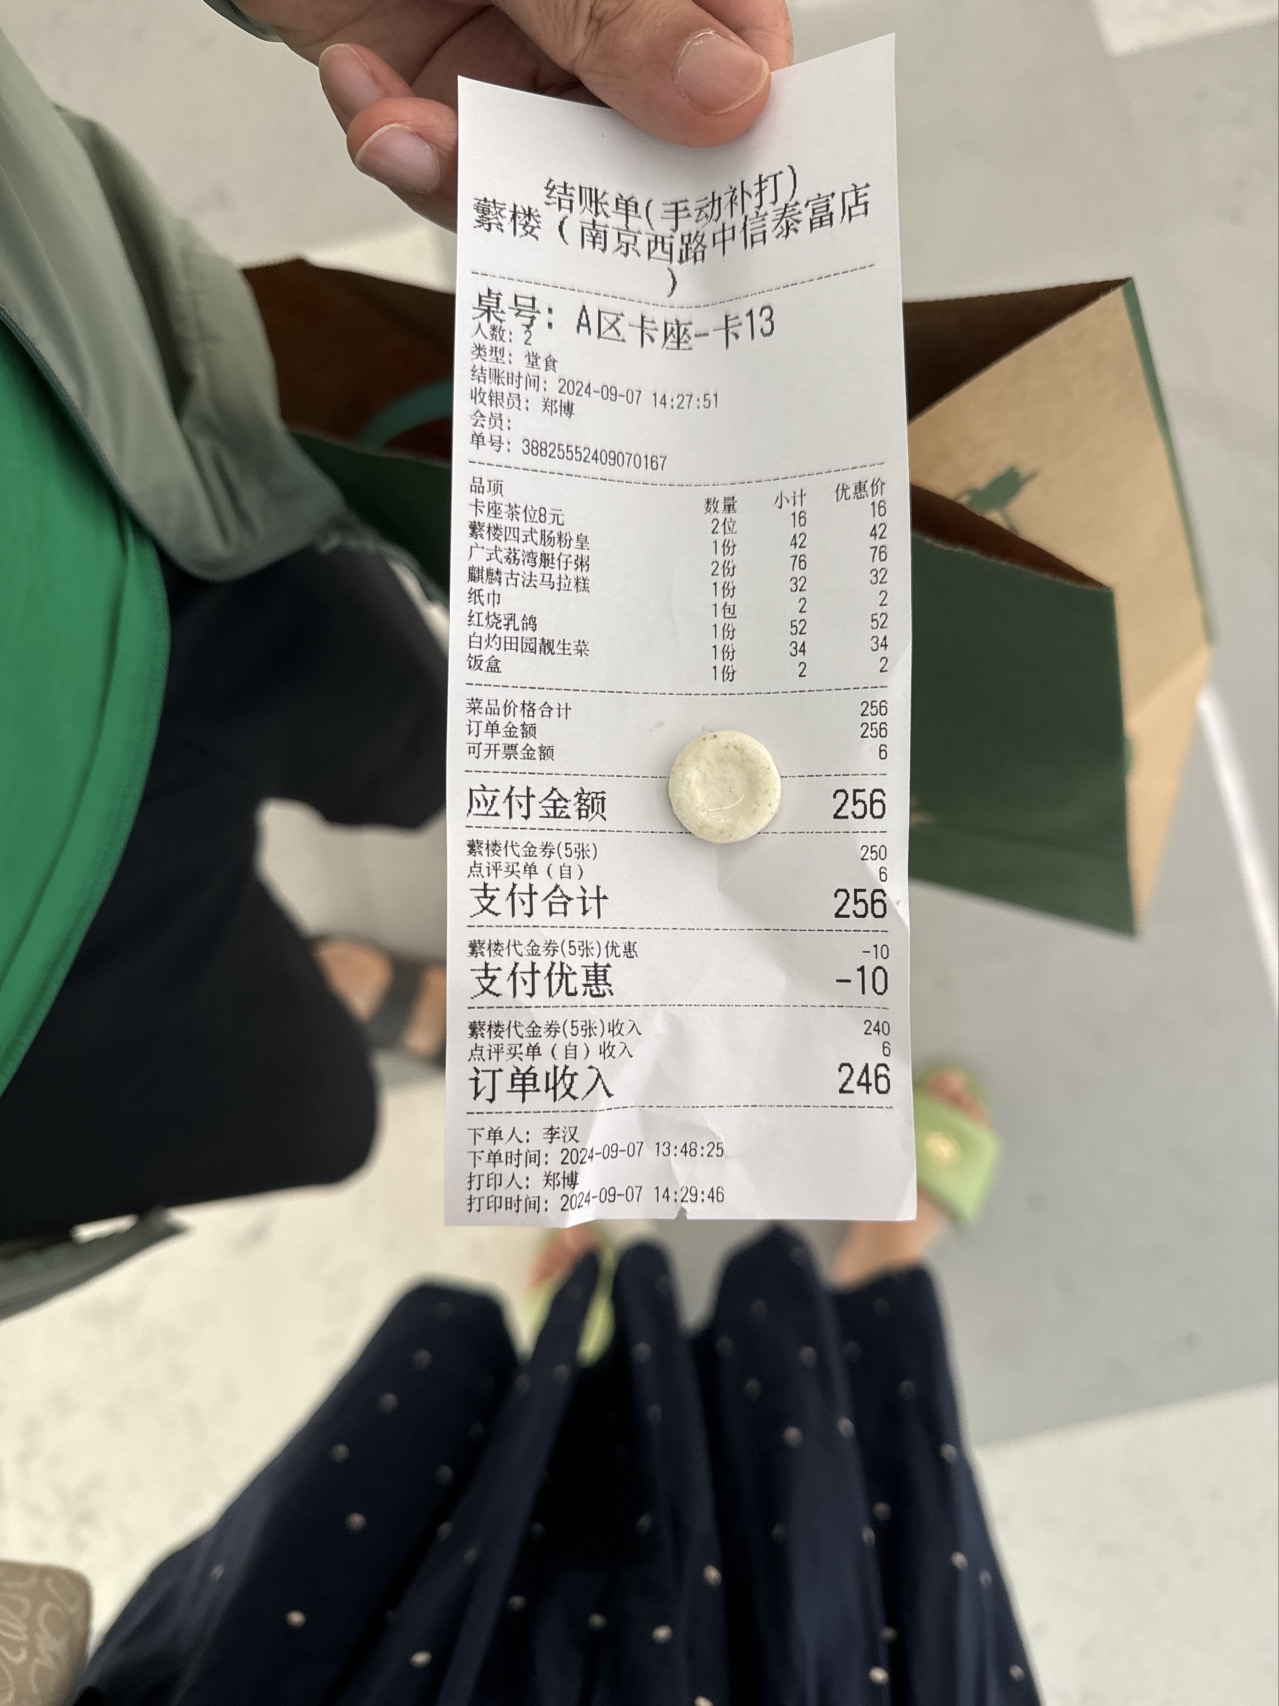 结账单(手动补打)
蘩楼（南京西路中信泰富店
）
桌号：A区卡座-卡13
人数：2
类型：堂食
结账时间：2024-09-07 14:27:51
收银员：郑博
会员：
单号：38825552409070167
品项 数量 小计 优惠价
卡座茶位8元 2位 16 16
蘩楼四式肠粉皇 1份 42 42
广式荔湾艇仔粥 2份 76 76
麒麟古法马拉糕 1份 32 32
纸巾 1包 2 2
红烧乳鸽 1份 52 52
白灼田园靓生菜 1份 34 34
饭盒 1份 2 2
菜品价格合计 256
订单金额 256
可开票金额 6
应付金额 256
蘩楼代金券(5张) 250
点评买单（自） 6
支付合计 256
蘩楼代金券(5张)优惠 -10
支付优惠 -10
蘩楼代金券(5张)收入 240
点评买单（自）收入 6
订单收入 246
下单人：李汉
下单时间：2024-09-07 13:48:25
打印人：郑博
打印时间：2024-09-07 14:29:46